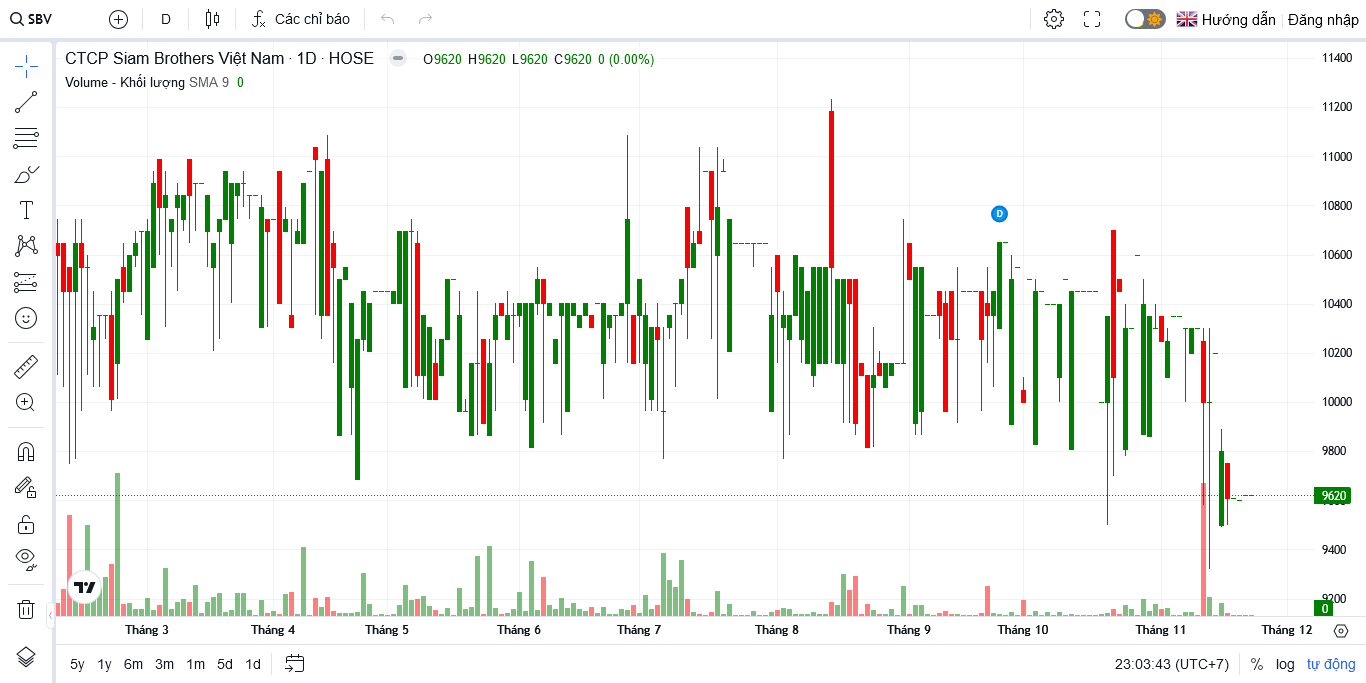 SBV D Các chỉ báo Hướng dẫn Đăng nhập
CTCP Siam Brothers Việt Nam · 1D · HOSE O9620 H9620 L9620 C9620 0 (0.00%)
Volume - Khối lượng SMA 9 0
11400
11200
11000
10800
D
10600
10400
10200
10000
9800
9620
9400
9200
0
Tháng 3 Tháng 4 Tháng 5 Tháng 6 Tháng 7 Tháng 8 Tháng 9 Tháng 10 Tháng 11 Tháng 12
5y 1y 6m 3m 1m 5d 1d 23:03:43 (UTC+7) % log tự động